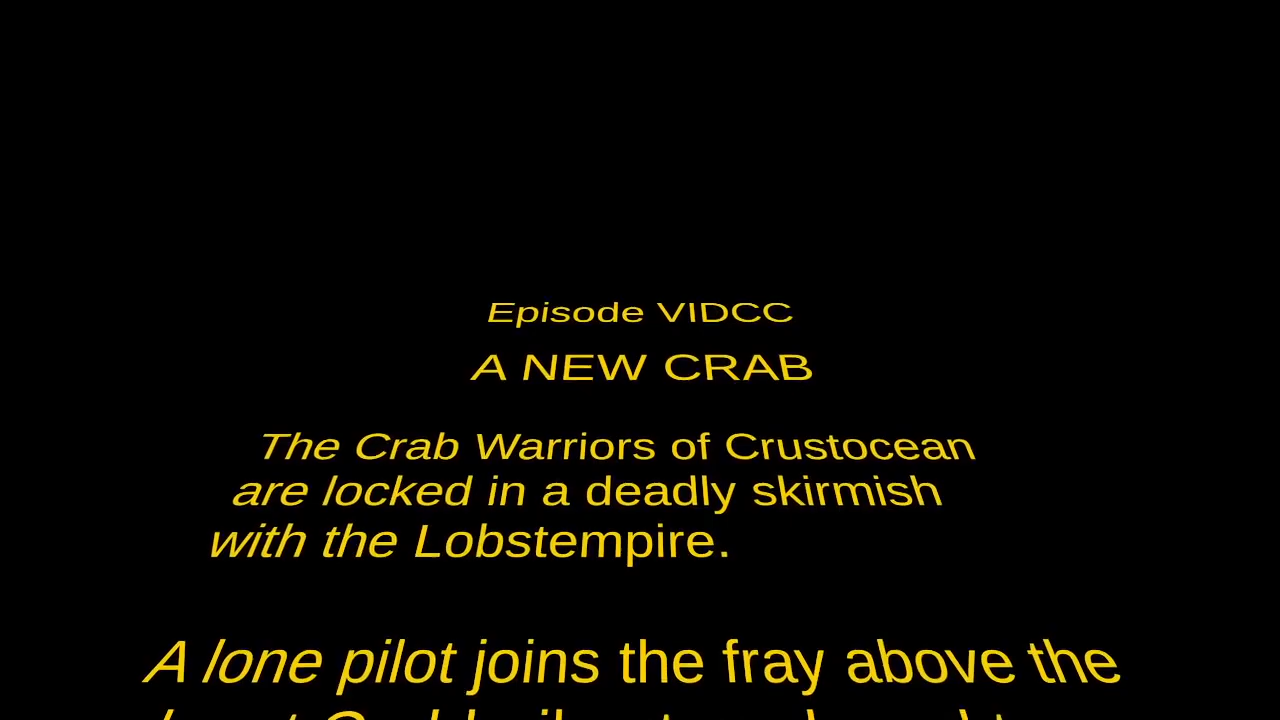 Episode VIDCC
A NEW CRAB
The Crab Warriors of Crustocean
are locked in a deadly skirmish
with the Lobstempire.
A lone pilot joins the fray above the